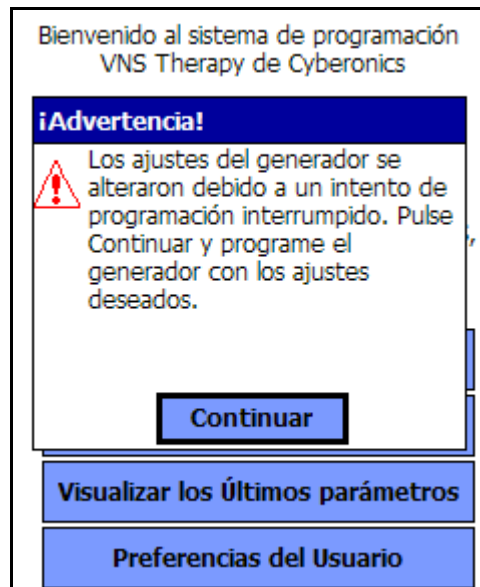 Bienvenido al sistema de programación
VNS Therapy de Cyberonics
¡Advertencia!
Los ajustes del generador se
alteraron debido a un intento de
programación interrumpido. Pulse
Continuar y programe el
generador con los ajustes
deseados.
Continuar
Visualizar los Últimos parámetros
Preferencias del Usuario